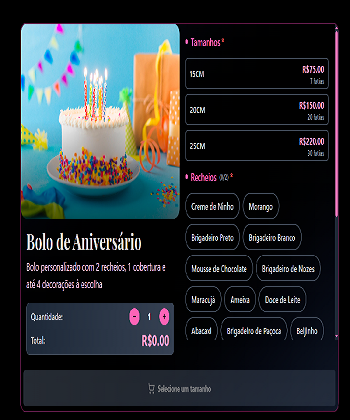 Tamanhos *
15CM
R$75.00
7 fatias
20CM
R$150.00
20 fatias
25CM
R$220.00
30 fatias
Recheios (0/2) *
Creme de Ninho
Morango
Brigadeiro Preto
Brigadeiro Branco
Mousse de Chocolate
Brigadeiro de Nozes
Maracujá
Ameixa
Doce de Leite
Abacaxi
Brigadeiro de Paçoca
Beijinho
Bolo de Aniversário
Bolo personalizado com 2 recheios, 1 cobertura e
até 4 decorações à escolha
Quantidade:
- 1 +
Total:
R$0.00
Selecione um tamanho